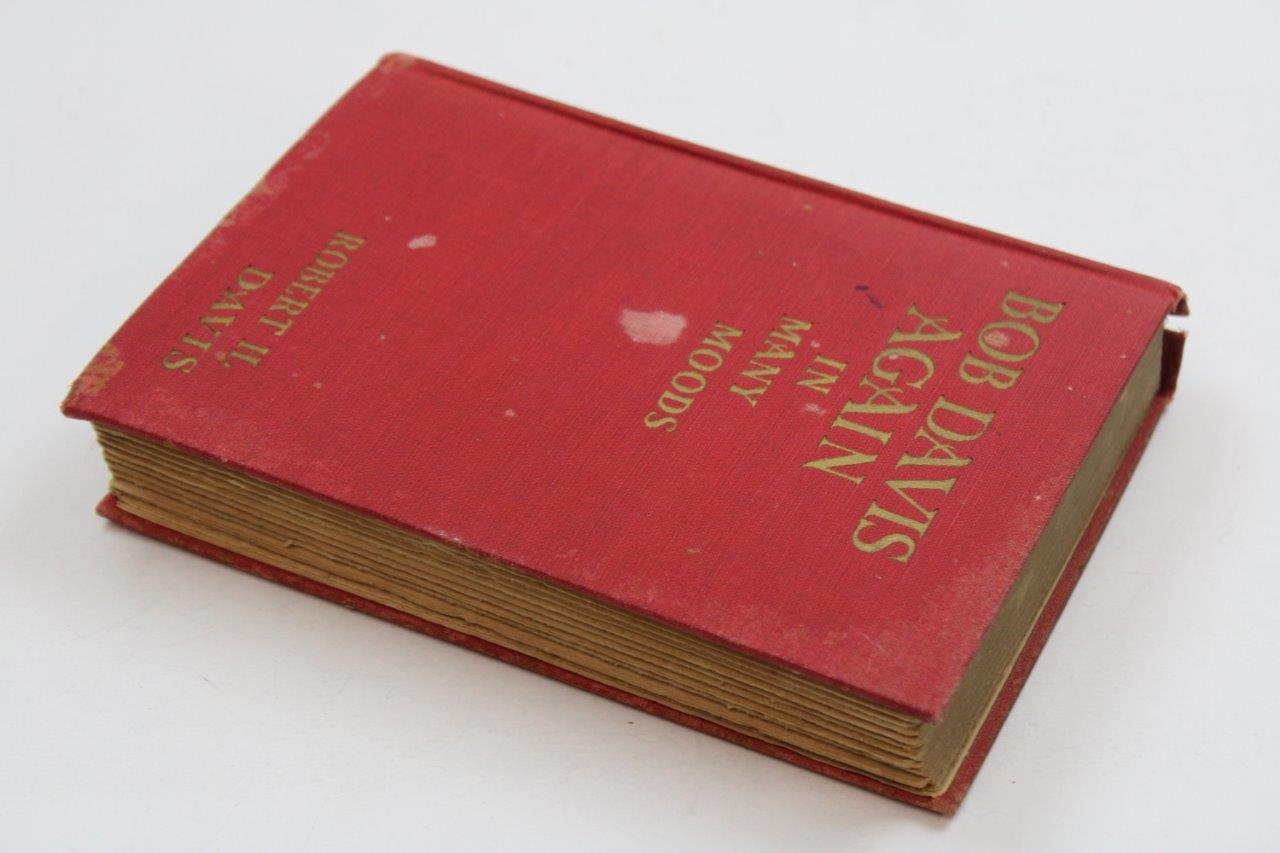 BOB DAVIS
AGAIN
IN
MANY
MOODS
ROBERT H.
DAVIS